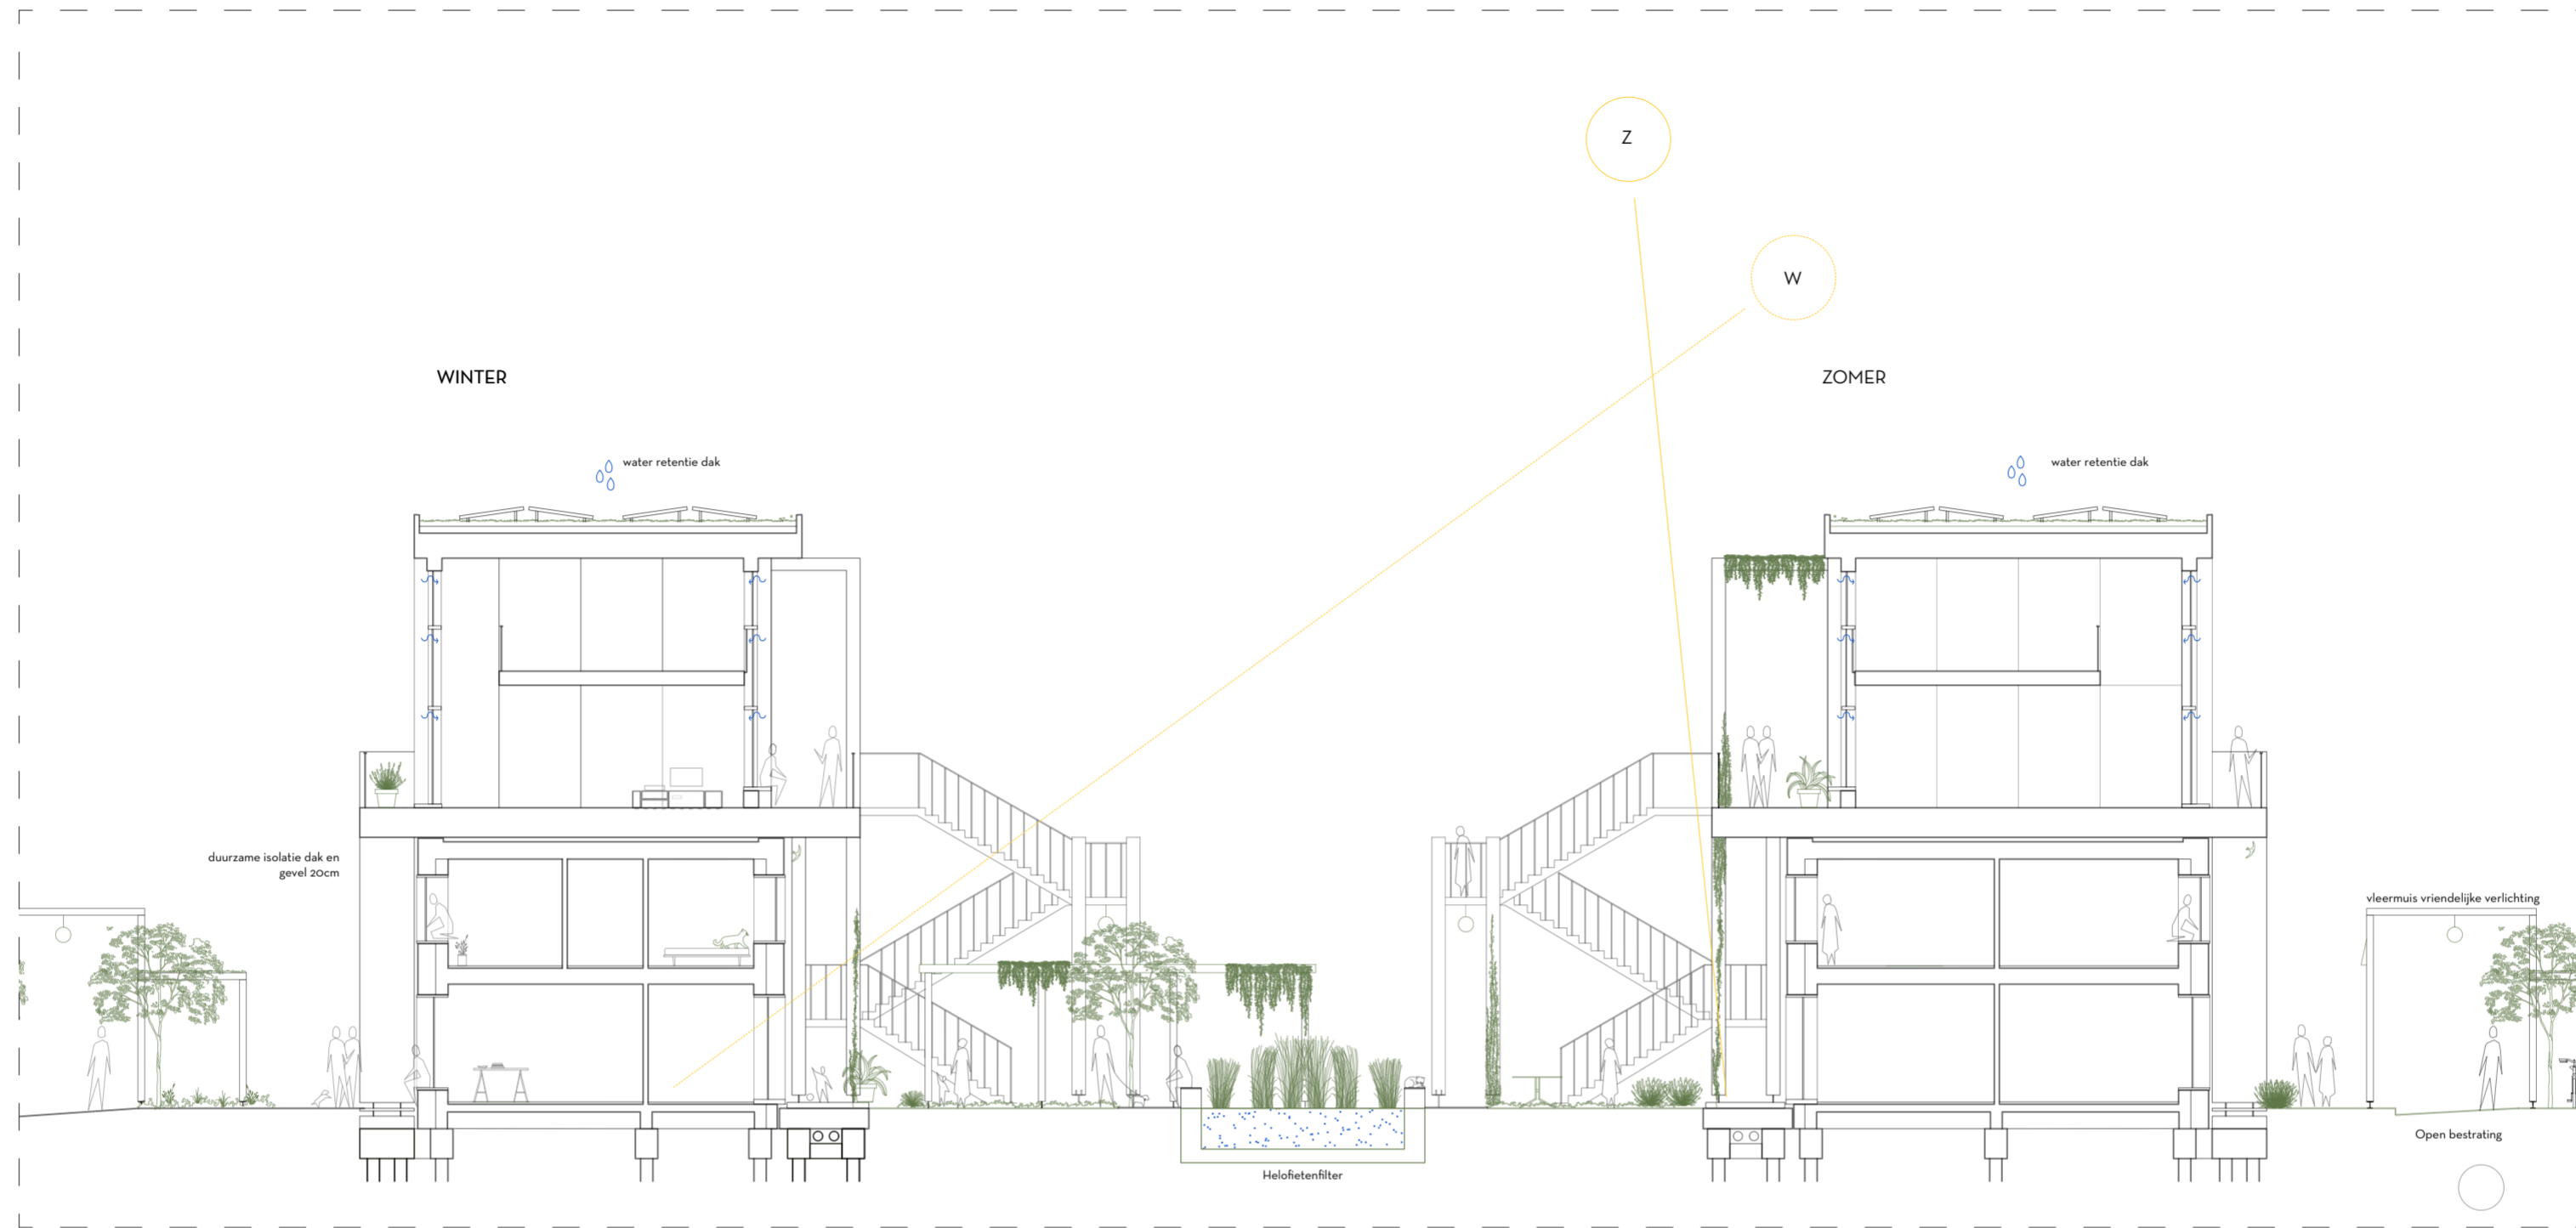 Z
W
WINTER
ZOMER
water retentie dak
water retentie dak
duurzame isolatie dak en
gevel 20cm
vleermuis vriendelijke verlichting
Open bestrating
Helofietenfilter